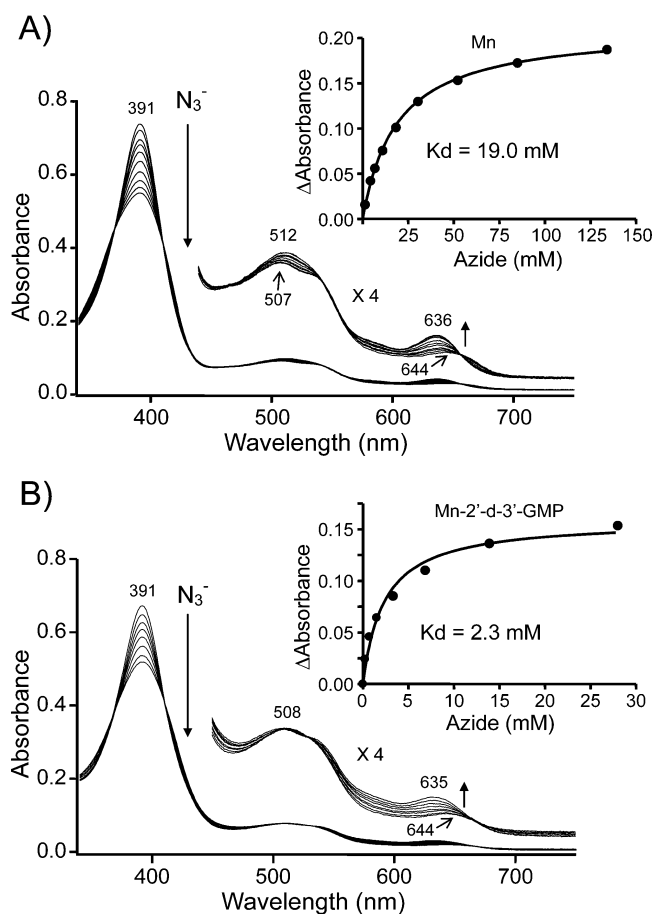 A)
N₃⁻
391
512
507
X 4
636
644
Absorbance
0.8
0.6
0.4
0.2
0.0
400
500
600
700
Wavelength (nm)
Mn
Kd = 19.0 mM
ΔAbsorbance
0.20
0.15
0.10
0.05
0.00
25
50
75
100
125
150
Azide (mM)
B)
N₃⁻
391
508
X 4
635
644
Absorbance
0.8
0.6
0.4
0.2
0.0
400
500
600
700
Wavelength (nm)
Mn-2'-d-3'-GMP
Kd = 2.3 mM
ΔAbsorbance
0.15
0.10
0.05
0.00
0
5
10
15
20
25
30
Azide (mM)